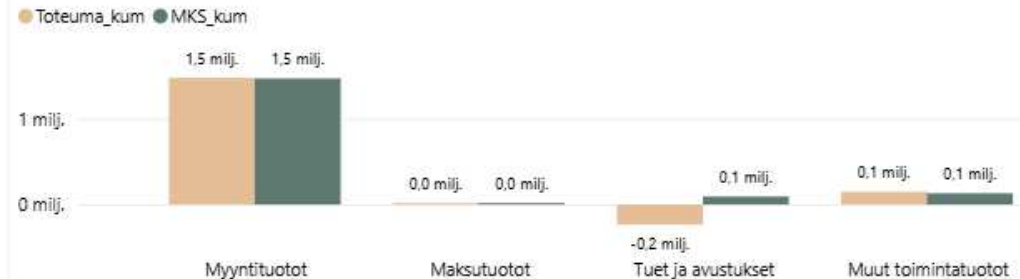 Toteuma_kum MKS_kum
1,5 milj. 1,5 milj.
1 milj.
0,0 milj. 0,0 milj. 0,1 milj. 0,1 milj. 0,1 milj.
0 milj.
-0,2 milj.
Myyntituotot Maksutuotot Tuet ja avustukset Muut toimintatuotot